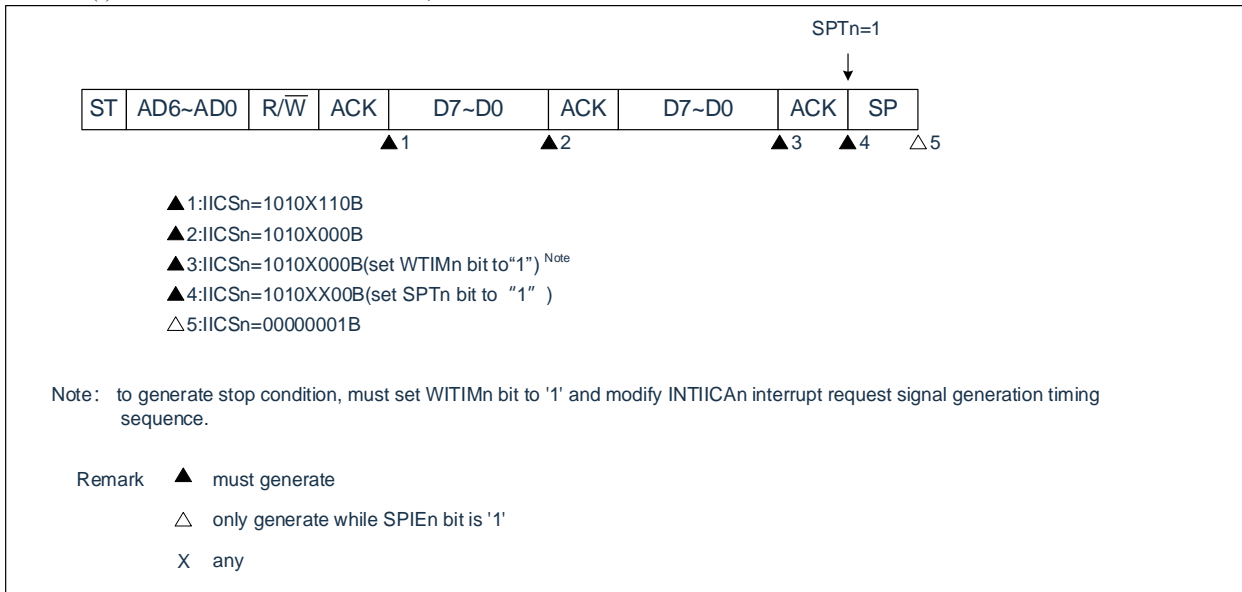 SPTn=1
ST AD6~AD0 R/W̅ ACK D7~D0 ACK D7~D0 ACK SP
▲1 ▲2 ▲3 ▲4 △5
▲1:IICSn=1010X110B
▲2:IICSn=1010X000B
▲3:IICSn=1010X000B(set WTIMn bit to“1”) Note
▲4:IICSn=1010XX00B(set SPTn bit to “1” )
△5:IICSn=00000001B
Note: to generate stop condition, must set WITIMn bit to '1' and modify INTIICAn interrupt request signal generation timing
sequence.
Remark ▲ must generate
△ only generate while SPIEn bit is '1'
X any